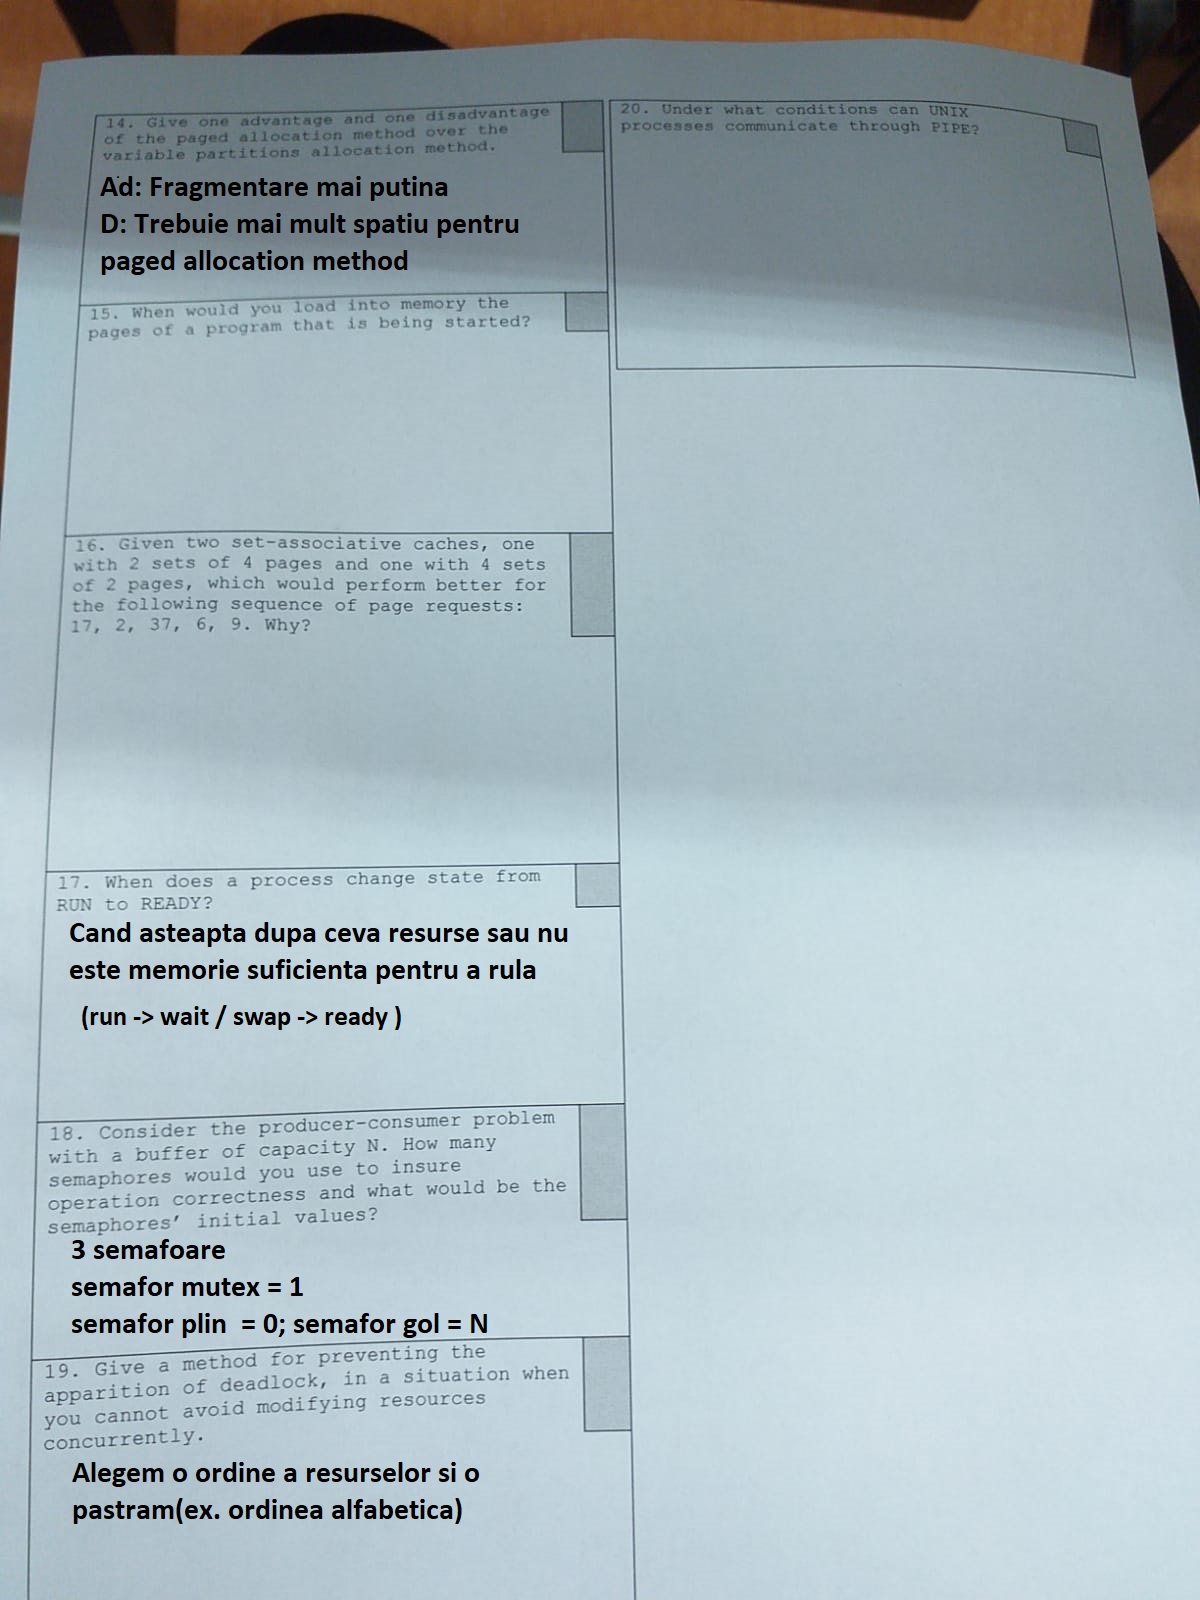 14. Give one advantage and one disadvantage
of the paged allocation method over the
variable partitions allocation method.
Ad: Fragmentare mai putina
D: Trebuie mai mult spatiu pentru
paged allocation method
15. When would you load into memory the
pages of a program that is being started?
16. Given two set-associative caches, one
with 2 sets of 4 pages and one with 4 sets
of 2 pages, which would perform better for
the following sequence of page requests:
17, 2, 37, 6, 9. Why?
17. When does a process change state from
RUN to READY?
Cand asteapta dupa ceva resurse sau nu
este memorie suficienta pentru a rula
(run -> wait / swap -> ready )
18. Consider the producer-consumer problem
with a buffer of capacity N. How many
semaphores would you use to insure
operation correctness and what would be the
semaphores' initial values?
3 semafoare
semafor mutex = 1
semafor plin = 0; semafor gol = N
19. Give a method for preventing the
apparition of deadlock, in a situation when
you cannot avoid modifying resources
concurrently.
Alegem o ordine a resurselor si o
pastram(ex. ordinea alfabetica)
20. Under what conditions can UNIX
processes communicate through PIPE?